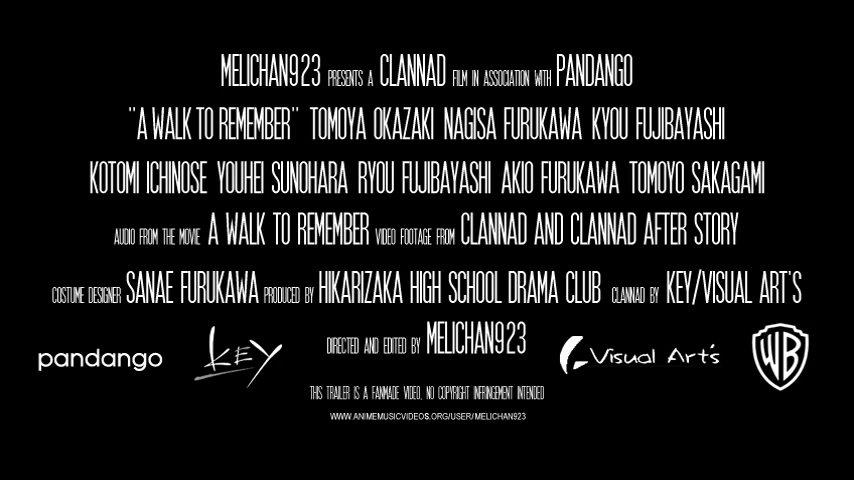 MELICHAN923 PRESENTS A CLANNAD FILM IN ASSOCIATION WITH PANDANGO
"A WALK TO REMEMBER" TOMOYA OKAZAKI NAGISA FURUKAWA KYOU FUJIBAYASHI
KOTOMI ICHINOSE YOUHEI SUNOHARA RYOU FUJIBAYASHI AKIO FURUKAWA TOMOYO SAKAGAMI
AUDIO FROM THE MOVIE A WALK TO REMEMBER VIDEO FOOTAGE FROM CLANNAD AND CLANNAD AFTER STORY
COSTUME DESIGNER SANAE FURUKAWA PRODUCED BY HIKARIZAKA HIGH SCHOOL DRAMA CLUB CLANNAD BY KEY/VISUAL ART'S
DIRECTED AND EDITED BY MELICHAN923
pandango KEY Visual Art's WB
THIS TRAILER IS A FANMADE VIDEO, NO COPYRIGHT INFRINGEMENT INTENDED
WWW.ANIMEMUSICVIDEOS.ORG/USER/MELICHAN923